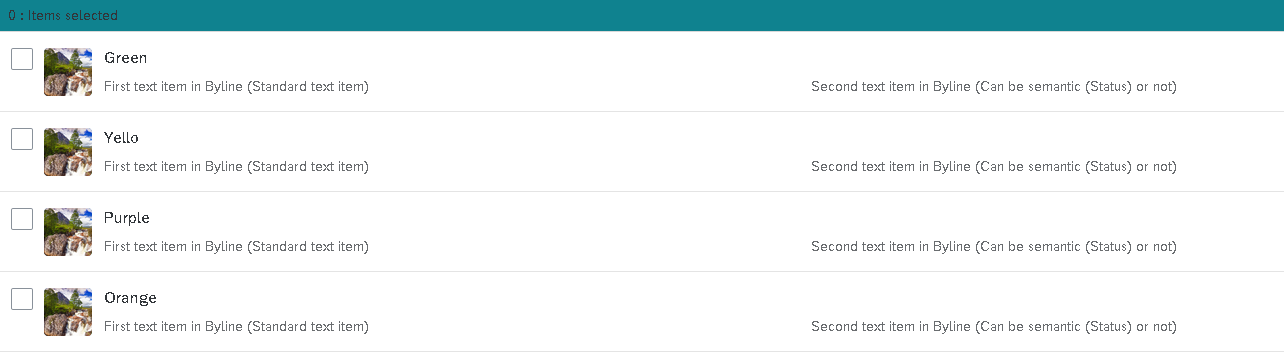 0 : Items selected
Green
First text item in Byline (Standard text item) Second text item in Byline (Can be semantic (Status) or not)
Yello
First text item in Byline (Standard text item) Second text item in Byline (Can be semantic (Status) or not)
Purple
First text item in Byline (Standard text item) Second text item in Byline (Can be semantic (Status) or not)
Orange
First text item in Byline (Standard text item) Second text item in Byline (Can be semantic (Status) or not)